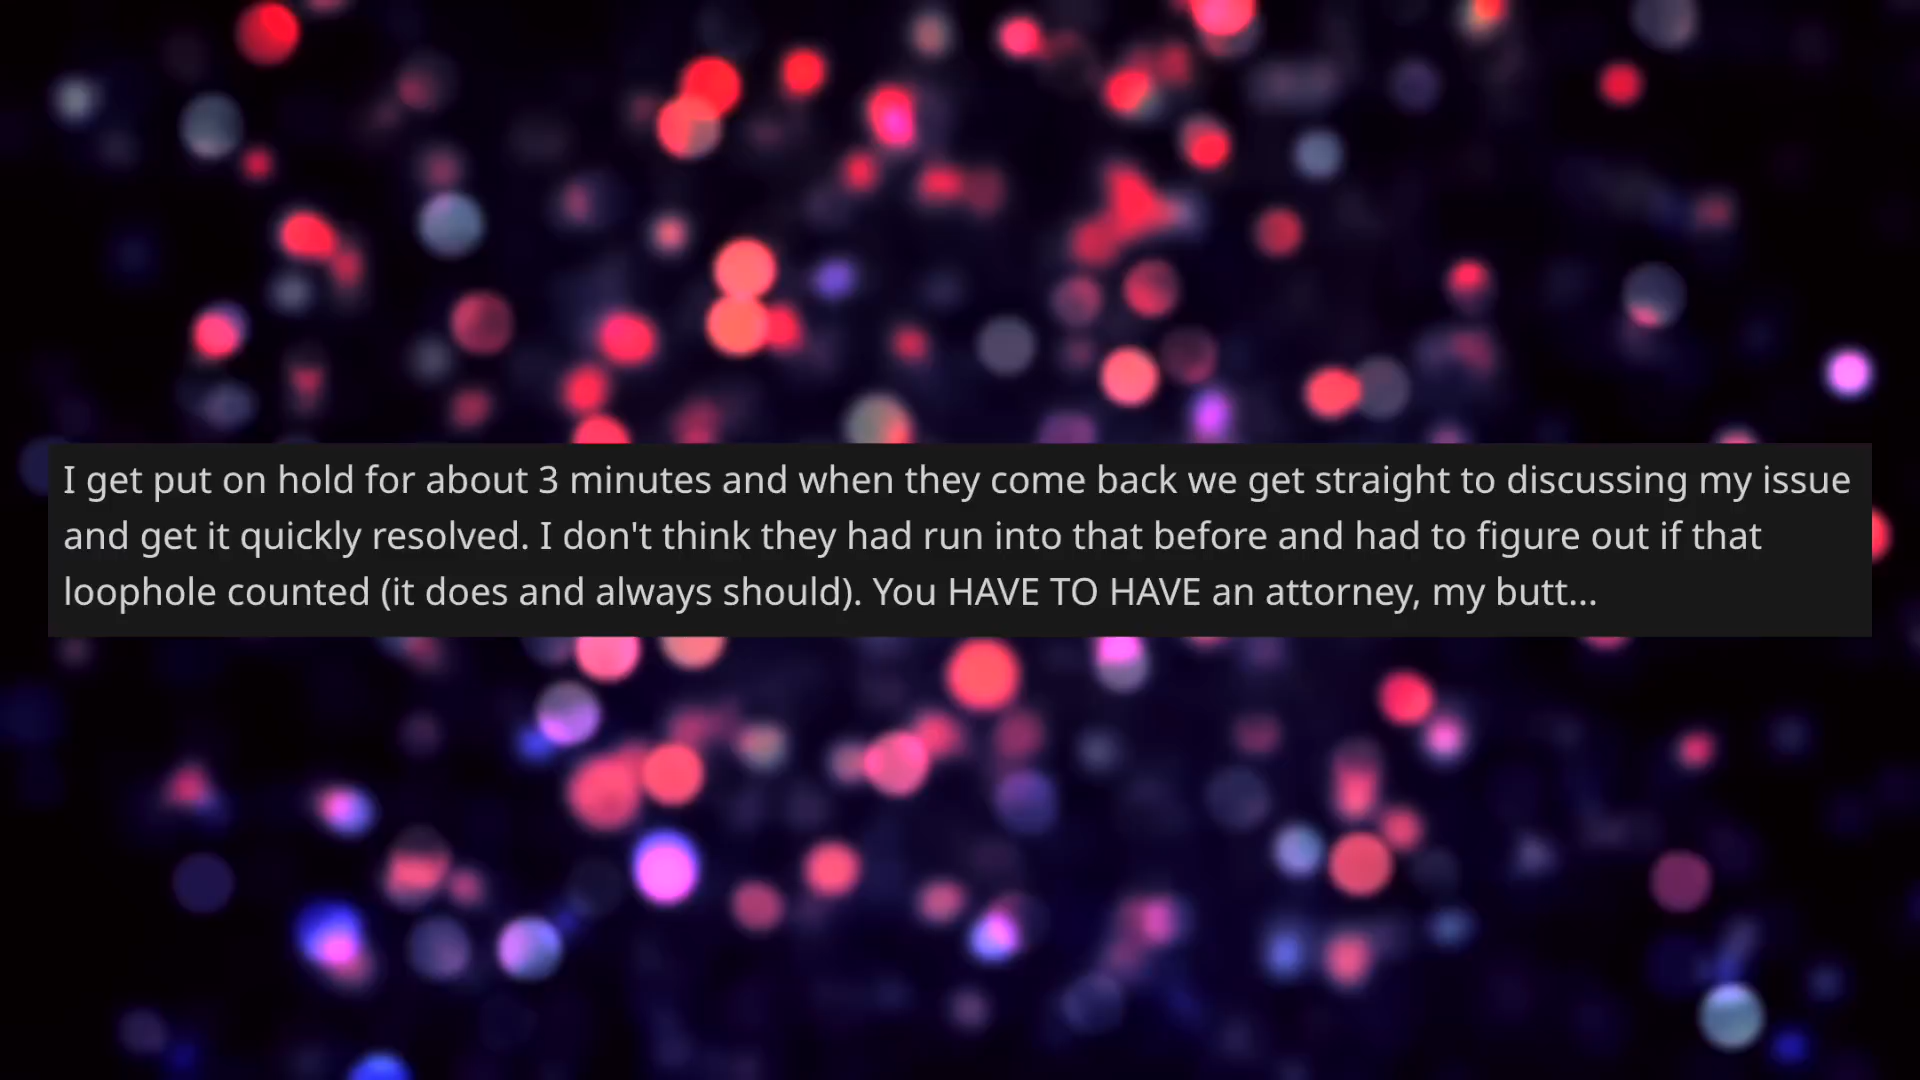 I get put on hold for about 3 minutes and when they come back we get straight to discussing my issue
and get it quickly resolved. I don't think they had run into that before and had to figure out if that
loophole counted (it does and always should). You HAVE TO HAVE an attorney, my butt...